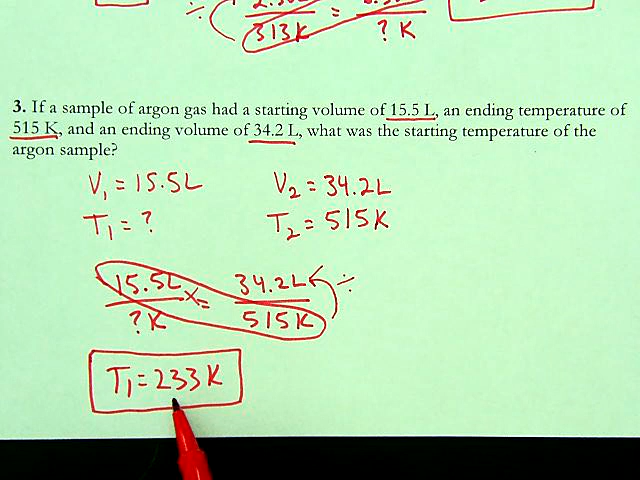 ÷ = 
313K ? K
3. If a sample of argon gas had a starting volume of 15.5 L, an ending temperature of
515 K, and an ending volume of 34.2 L, what was the starting temperature of the
argon sample?
V₁ = 15.5L V₂ = 34.2L
T₁ = ? T₂ = 515K
15.5L x = 34.2L ÷
?K 515K
T₁ = 233K